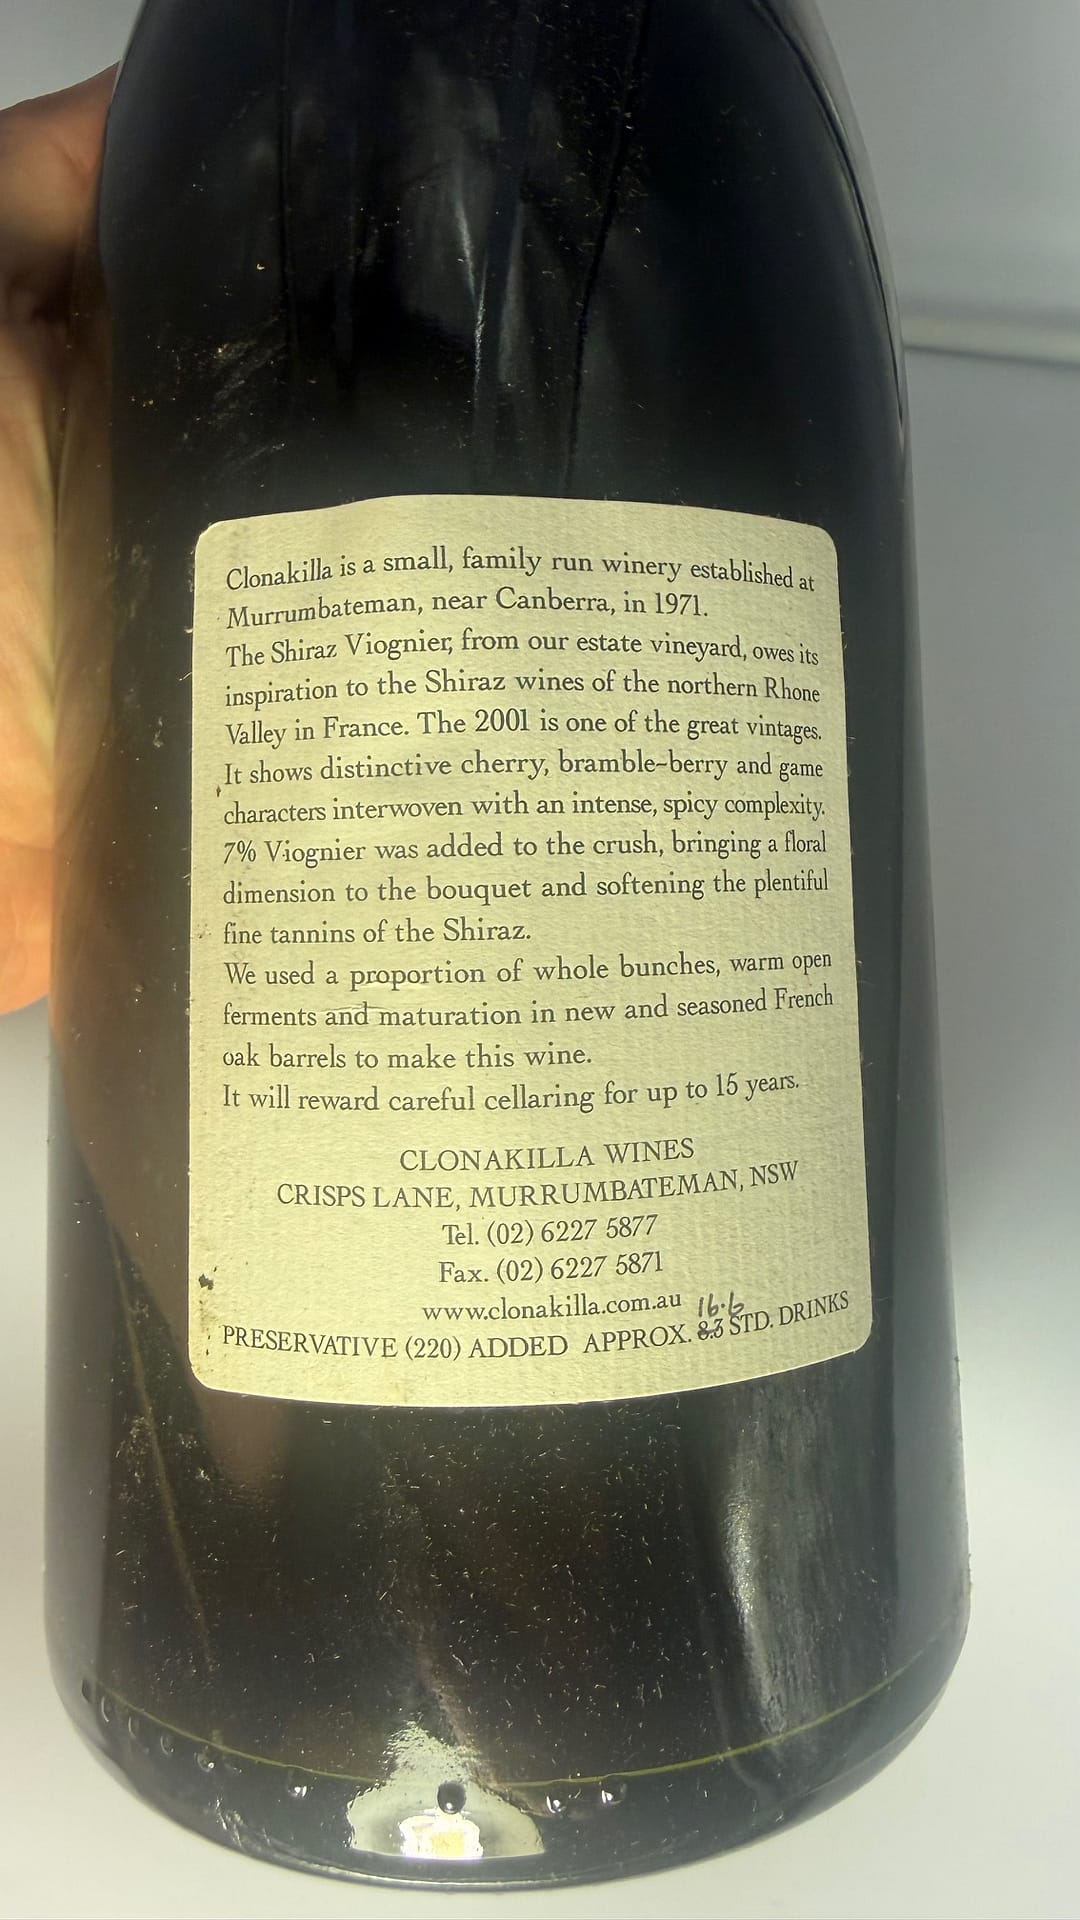 Clonakilla is a small, family run winery established at
Murrumbateman, near Canberra, in 1971.
The Shiraz Viognier, from our estate vineyard, owes its
inspiration to the Shiraz wines of the northern Rhone
Valley in France. The 2001 is one of the great vintages.
It shows distinctive cherry, bramble-berry and game
characters interwoven with an intense, spicy complexity.
7% Viognier was added to the crush, bringing a floral
dimension to the bouquet and softening the plentiful
fine tannins of the Shiraz.
We used a proportion of whole bunches, warm open
ferments and maturation in new and seasoned French
oak barrels to make this wine.
It will reward careful cellaring for up to 15 years.
CLONAKILLA WINES
CRISPS LANE, MURRUMBATEMAN, NSW
Tel. (02) 6227 5877
Fax. (02) 6227 5871
www.clonakilla.com.au
16.6
PRESERVATIVE (220) ADDED APPROX. 8.3 STD. DRINKS